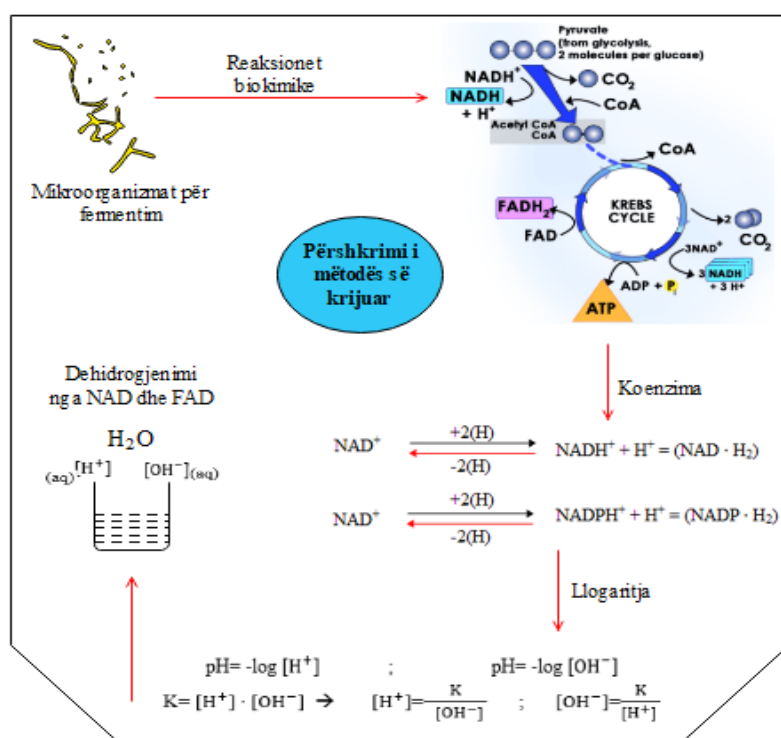 Reaksionet
biokimike
Mikroorganizmat për
fermentim
Pyruvate
(from glycolysis,
2 molecules per glucose)
NADH⁺
NADH
+ H⁺
CO₂
CoA
Acetyl CoA
CoA
CoA
KREBS
CYCLE
FADH₂
FAD
2
CO₂
3NAD⁺
3 NADH
+ 3 H+
ADP + Pi
ATP
Përshkrimi i
mëtodës së
krijuar
Dehidrogjenimi
nga NAD dhe FAD
H₂O
(aq).[H⁺] [OH⁻](aq)
Koenzima
NAD⁺ +2(H) -2(H) NADH⁺ + H⁺ = (NAD · H₂)
NAD⁺ +2(H) -2(H) NADPH⁺ + H⁺ = (NADP · H₂)
Llogaritja
pH= -log [H⁺] ; pH= -log [OH⁻]
K= [H⁺] · [OH⁻] → [H⁺]=K/[OH⁻] ; [OH⁻]=K/[H⁺]